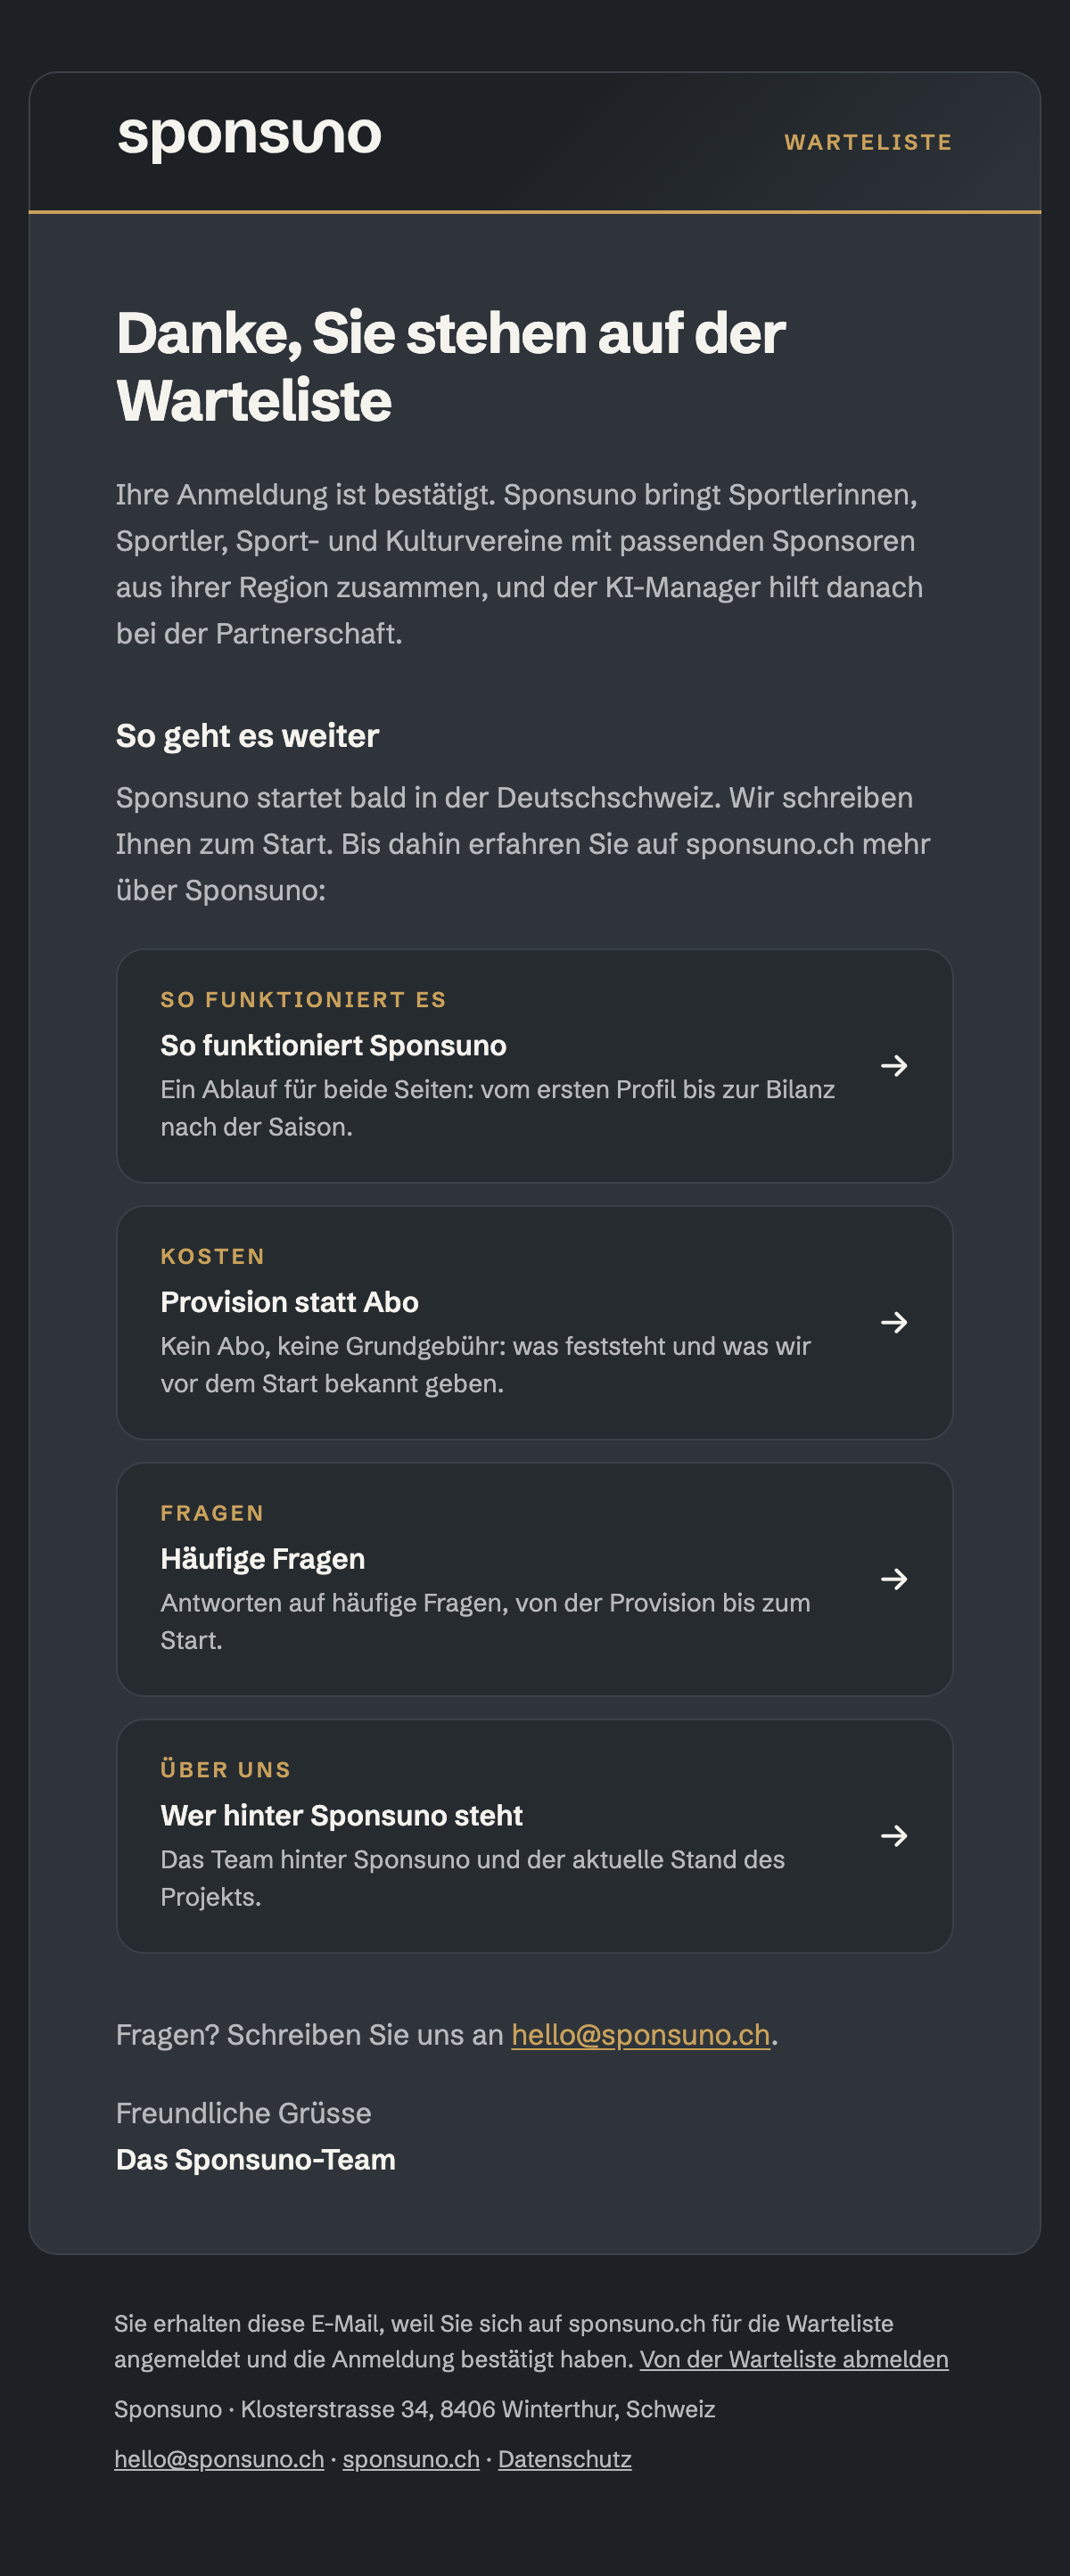 sponsuno
WARTELISTE
Danke, Sie stehen auf der
Warteliste
Ihre Anmeldung ist bestätigt. Sponsuno bringt Sportlerinnen,
Sportler, Sport- und Kulturvereine mit passenden Sponsoren
aus ihrer Region zusammen, und der KI-Manager hilft danach
bei der Partnerschaft.
So geht es weiter
Sponsuno startet bald in der Deutschschweiz. Wir schreiben
Ihnen zum Start. Bis dahin erfahren Sie auf sponsuno.ch mehr
über Sponsuno:
SO FUNKTIONIERT ES
So funktioniert Sponsuno
Ein Ablauf für beide Seiten: vom ersten Profil bis zur Bilanz
nach der Saison.
KOSTEN
Provision statt Abo
Kein Abo, keine Grundgebühr: was feststeht und was wir
vor dem Start bekannt geben.
FRAGEN
Häufige Fragen
Antworten auf häufige Fragen, von der Provision bis zum
Start.
ÜBER UNS
Wer hinter Sponsuno steht
Das Team hinter Sponsuno und der aktuelle Stand des
Projekts.
Fragen? Schreiben Sie uns an hello@sponsuno.ch.
Freundliche Grüsse
Das Sponsuno-Team
Sie erhalten diese E-Mail, weil Sie sich auf sponsuno.ch für die Warteliste
angemeldet und die Anmeldung bestätigt haben. Von der Warteliste abmelden
Sponsuno · Klosterstrasse 34, 8406 Winterthur, Schweiz
hello@sponsuno.ch · sponsuno.ch · Datenschutz